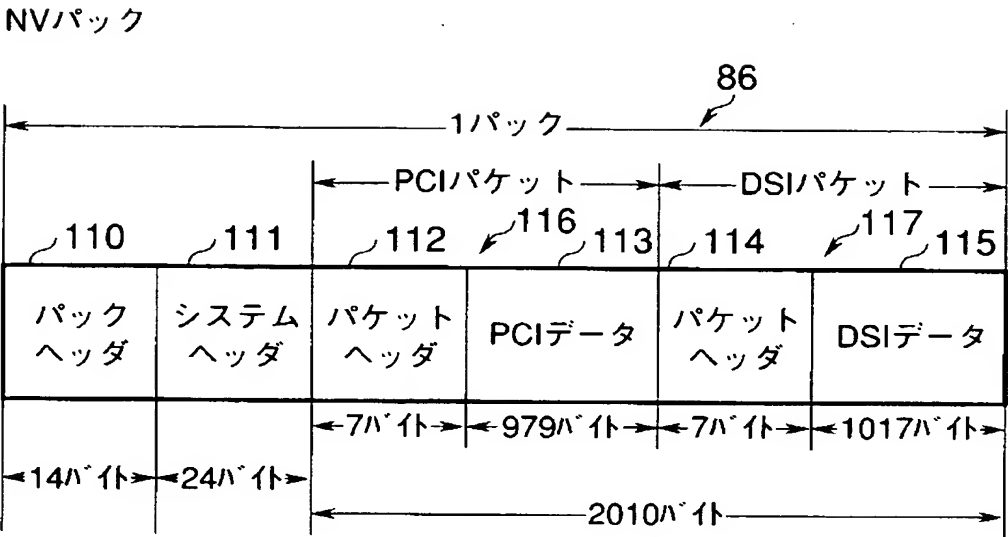 NVパック
86
1パック
PCIパケット
DSIパケット
116
117
110
111
112
113
114
115
パック
ヘッダ
システム
ヘッダ
パケット
ヘッダ
PCIデータ
パケット
ヘッダ
DSIデータ
7バイト
979バイト
7バイト
1017バイト
14バイト
24バイト
2010バイト